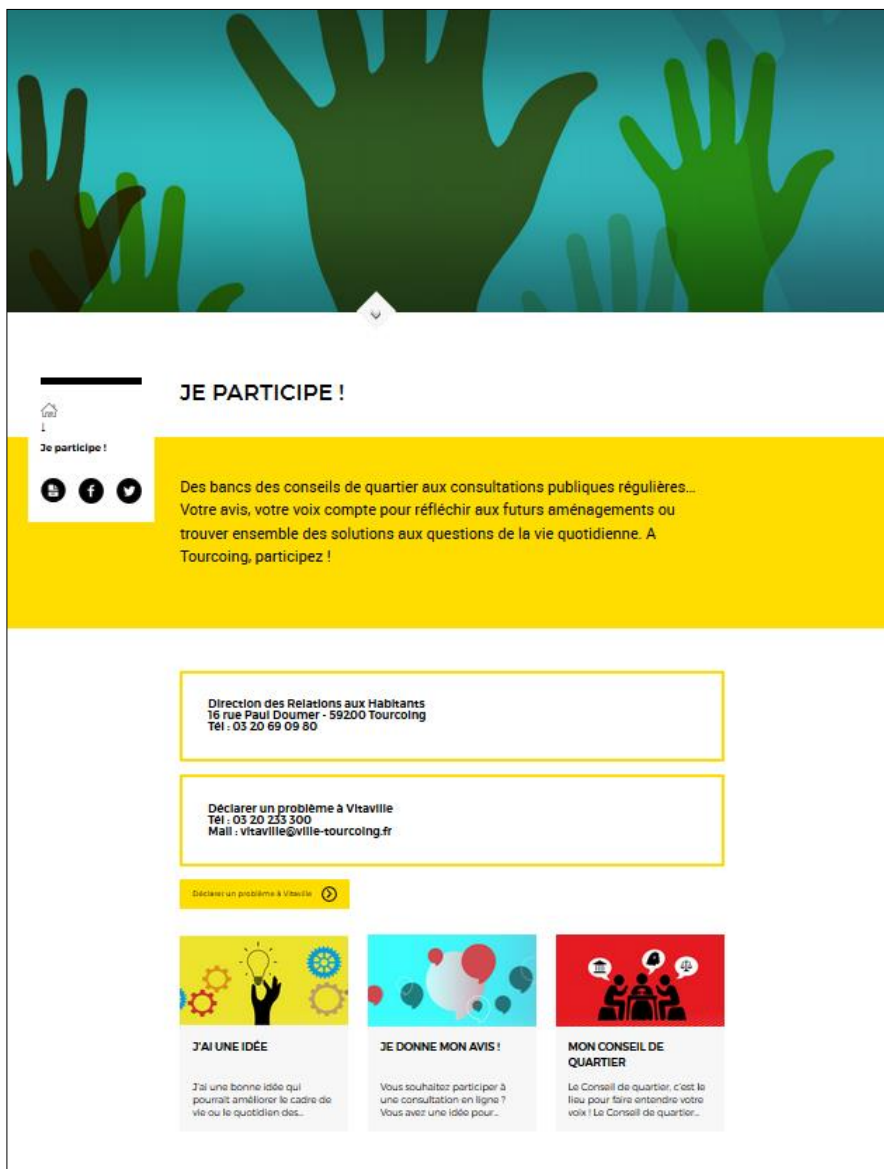 JE PARTICIPE !
Je participe !
Des bancs des conseils de quartier aux consultations publiques régulières...
Votre avis, votre voix compte pour réfléchir aux futurs aménagements ou
trouver ensemble des solutions aux questions de la vie quotidienne. A
Tourcoing, participez !
Direction des Relations aux Habitants
16 rue Paul Doumer - 59200 Tourcoing
Tél : 03 20 69 09 80
Déclarer un problème à Vitaville
Tél : 03 20 233 300
Mail : vitaville@ville-tourcoing.fr
Déclarer un problème à Vitaville
J'AI UNE IDÉE
J'ai une bonne idée qui
pourrait améliorer le cadre de
vie ou le quotidien des...
JE DONNE MON AVIS !
Vous souhaitez participer à
une consultation en ligne ?
Vous avez une idée pour...
MON CONSEIL DE
QUARTIER
Le Conseil de quartier, c'est le
lieu pour faire entendre votre
voix ! Le Conseil de quartier...